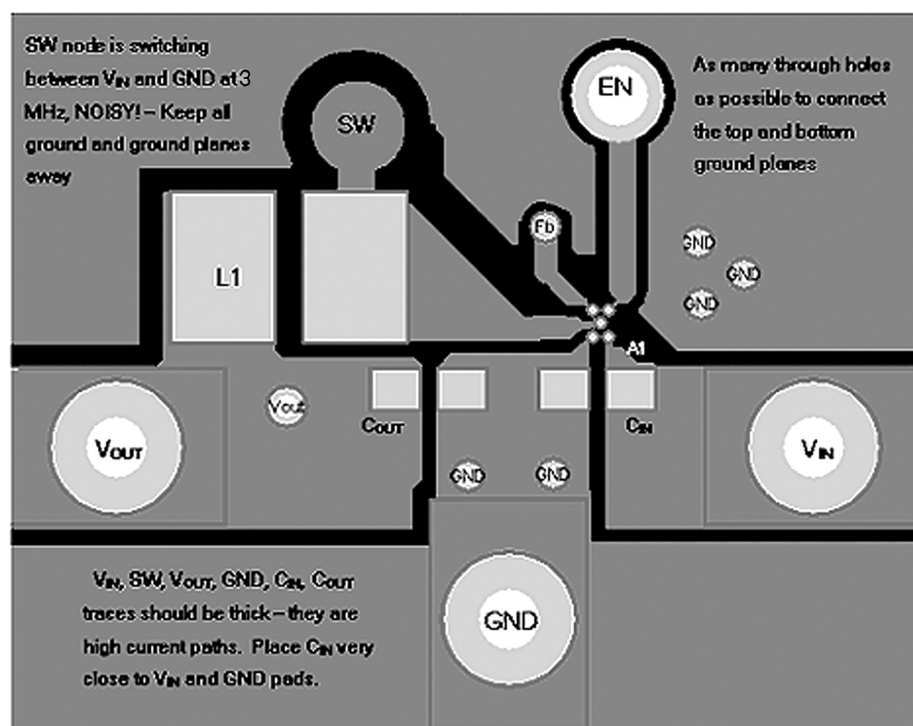 SW node is switching
between VIN and GND at 3
MHz, NOISY! – Keep all
ground and ground planes
away
SW
EN
As many through holes
as possible to connect
the top and bottom
ground planes
Fb
GND
GND
GND
L1
A1
Vout
COUT
CIN
VOUT
VIN
GND
GND
VIN, SW, VOUT, GND, CIN, COUT
traces should be thick – they are
high current paths. Place CIN very
close to VIN and GND pads.
GND